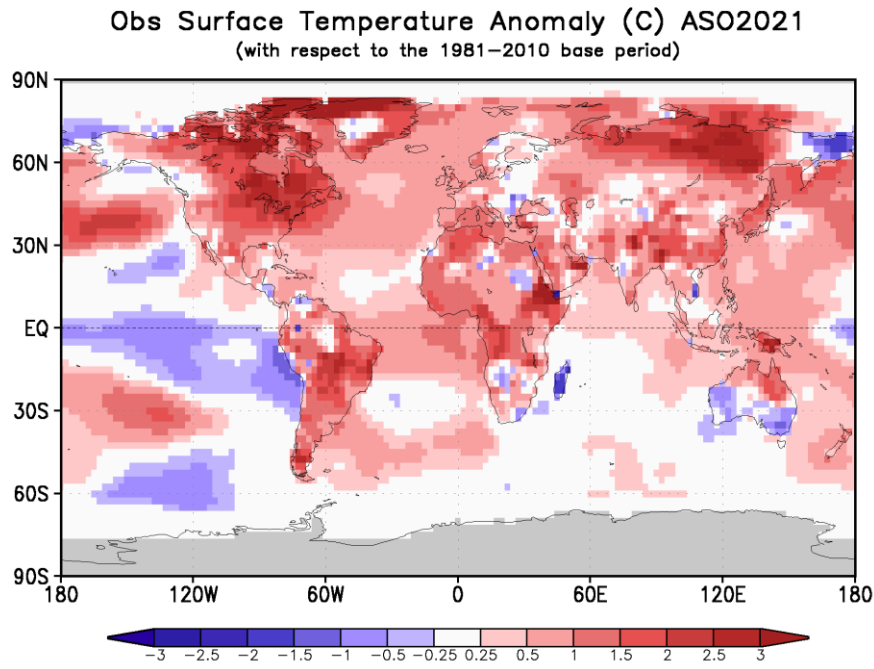 Obs Surface Temperature Anomaly (C) ASO2021
(with respect to the 1981−2010 base period)
90N
60N
30N
EQ
30S
60S
90S
180 120W 60W 0 60E 120E 180
−3 −2.5 −2 −1.5 −1 −0.5 −0.25 0.25 0.5 1 1.5 2 2.5 3